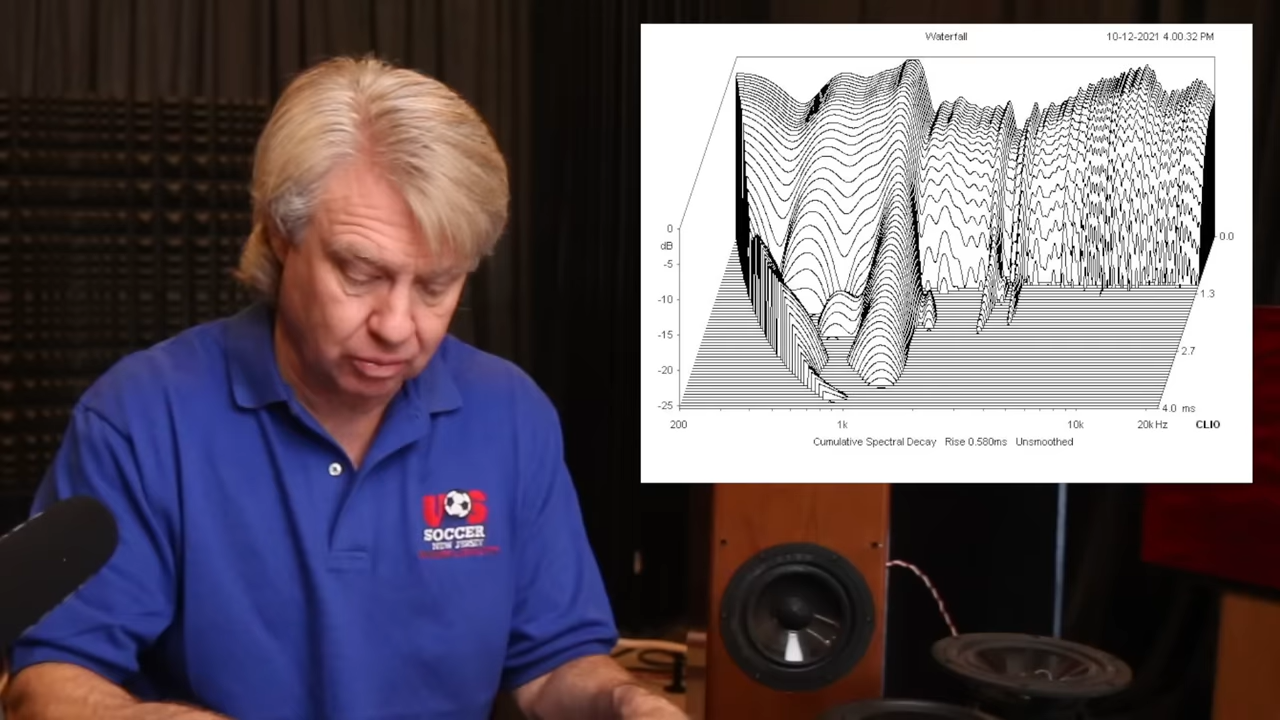 Waterfall 10-12-2021 4.00.32 PM
0
dB
-5
-10
-15
-20
-25
0.0
1.3
2.7
4.0 ms
200 1k 10k 20kHz CLIO
Cumulative Spectral Decay Rise 0.580ms Unsmoothed
VOS
SOCCER
NEW JERSEY